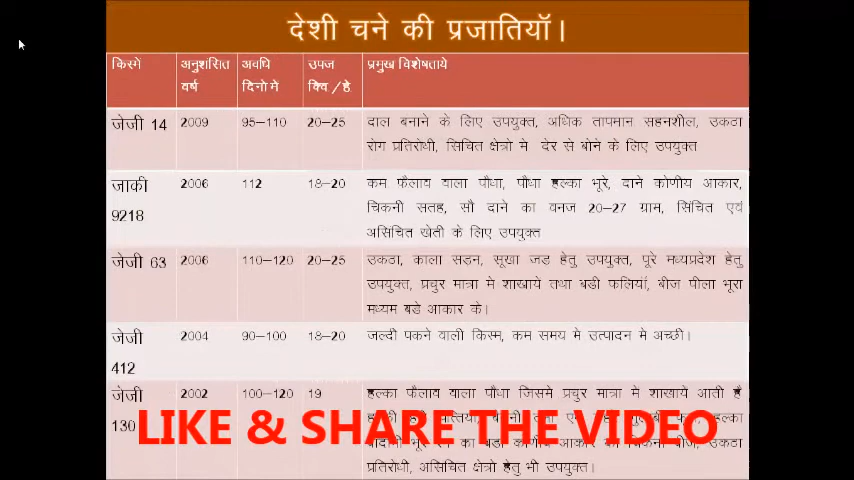 देशी चने की प्रजातियॉ।
किस्में अनुशंसित वर्ष अवधि दिनो में उपज क्वि/हे प्रमुख विशेषताये
जेजी 14 2009 95–110 20–25 दाल बनाने के लिए उपयुक्त, अधिक तापमान सहनशील, उकठा
रोग प्रतिरोधी, सिचित क्षेत्रो मे देर से बोने के लिए उपयुक्त
जाकी 9218 2006 112 18–20 कम फैलाव वाला पौधा, पौधा हल्का भूरे, दाने कोणीय आकार,
चिकनी सतह, सौ दाने का वनज 20–27 ग्राम, सिंचित एवं
असिचित खेती के लिए उपयुक्त
जेजी 63 2006 110–120 20–25 उकठा, काला सडन, सूखा जड हेतु उपयुक्त, पूरे मध्यप्रदेश हेतु
उपयुक्त, प्रचुर मात्रा मे शाखाये तथा बडी फलियां, बीज पीला भूरा
मध्यम बडे आकार के।
जेजी 412 2004 90–100 18–20 जल्दी पकने वाली किस्म, कम समय मे उत्पादन मे अच्छी।
जेजी 130 2002 100–120 19 हल्का फैलाव वाला पौधा जिसमे प्रचुर मात्रा मे शाखाये आती है
LIKE & SHARE THE VIDEO
प्रतिरोधी, असिचित क्षेत्रो हेतु भी उपयुक्त।